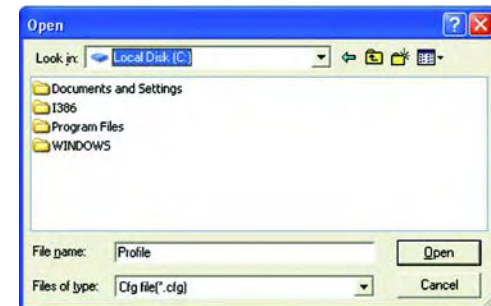 Open
Look in: Local Disk (C:)
Documents and Settings
I386
Program Files
WINDOWS
File name: Profile Open
Files of type: Cfg file(*.cfg) Cancel